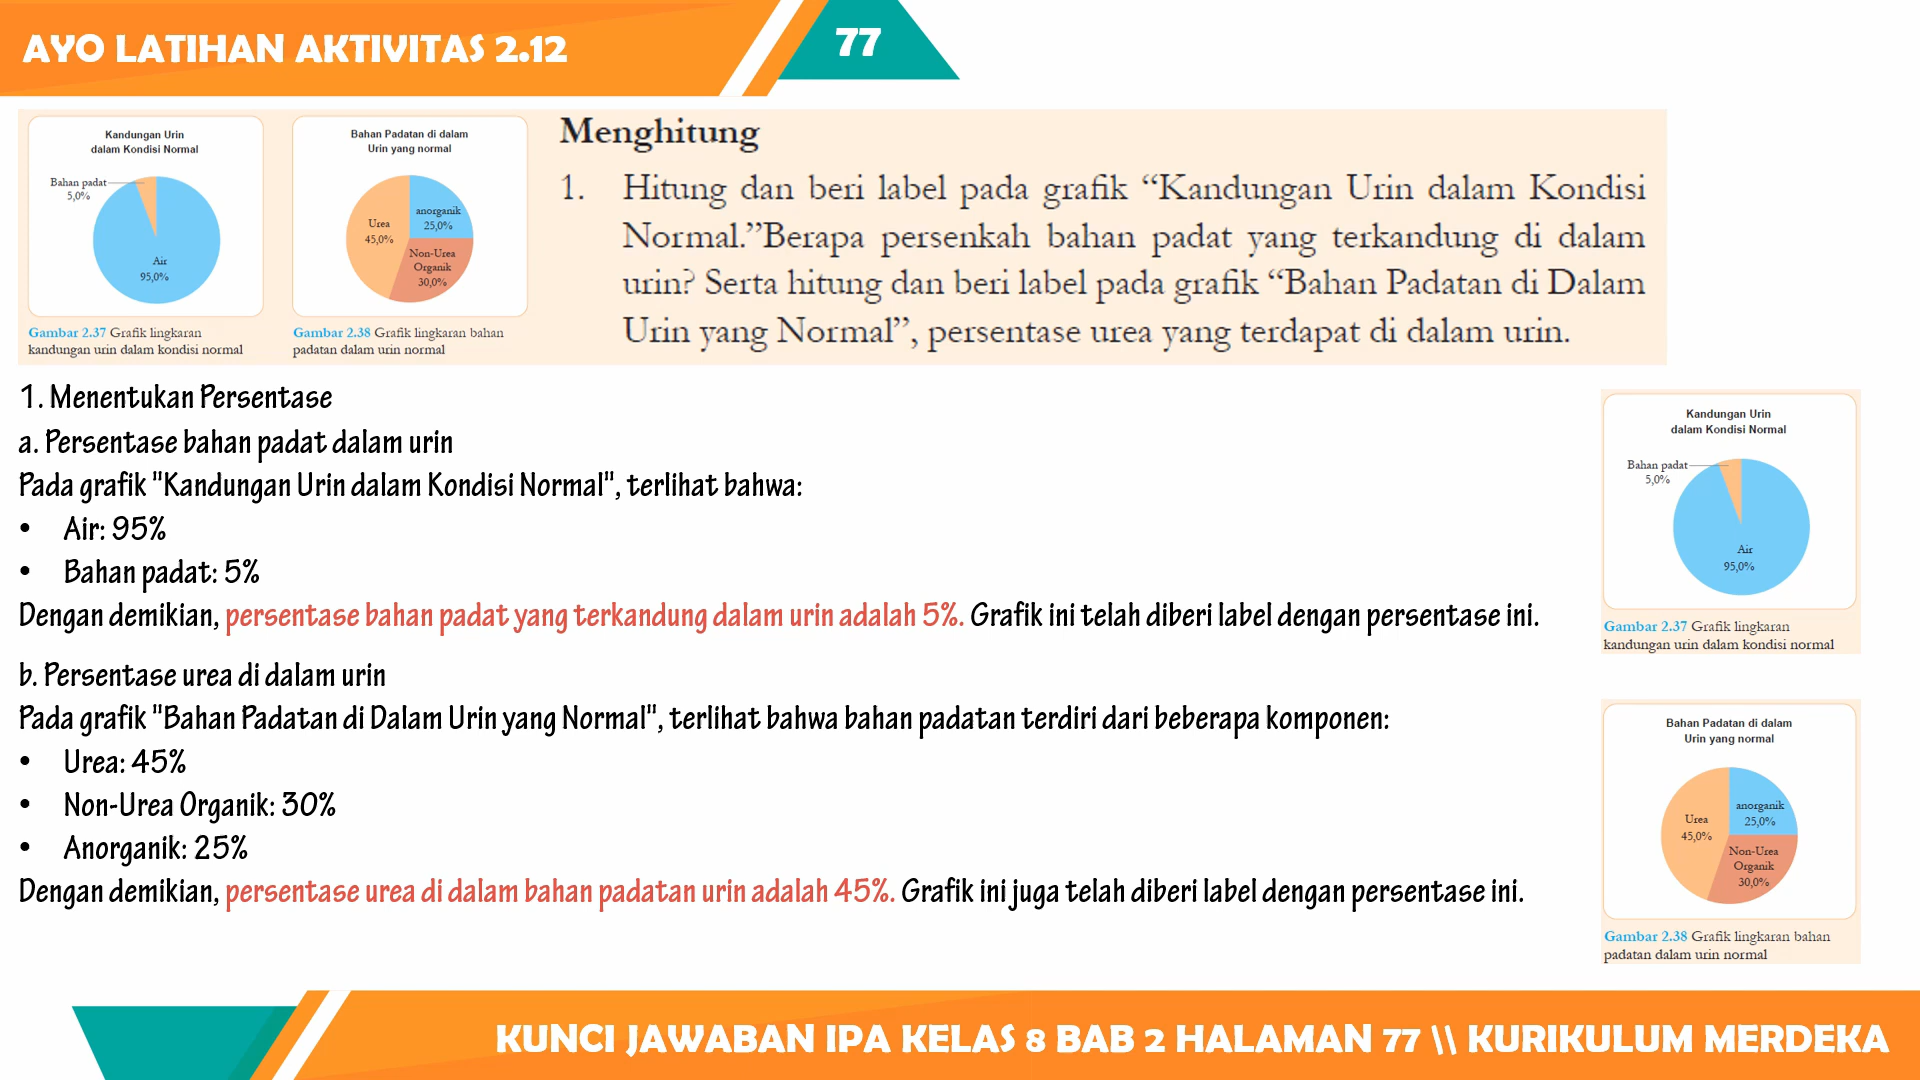 AYO LATIHAN AKTIVITAS 2.12
77
Kandungan Urin
dalam Kondisi Normal
Bahan padat
5,0%
Air
95,0%
Gambar 2.37 Grafik lingkaran
kandungan urin dalam kondisi normal
Bahan Padatan di dalam
Urin yang normal
Urea
45,0%
anorganik
25,0%
Non-Urea
Organik
30,0%
Gambar 2.38 Grafik lingkaran bahan
padatan dalam urin normal
Menghitung
1. Hitung dan beri label pada grafik “Kandungan Urin dalam Kondisi
Normal.”Berapa persenkah bahan padat yang terkandung di dalam
urin? Serta hitung dan beri label pada grafik “Bahan Padatan di Dalam
Urin yang Normal”, persentase urea yang terdapat di dalam urin.
1. Menentukan Persentase
a. Persentase bahan padat dalam urin
Pada grafik "Kandungan Urin dalam Kondisi Normal", terlihat bahwa:
• Air: 95%
• Bahan padat: 5%
Dengan demikian, persentase bahan padat yang terkandung dalam urin adalah 5%. Grafik ini telah diberi label dengan persentase ini.
b. Persentase urea di dalam urin
Pada grafik "Bahan Padatan di Dalam Urin yang Normal", terlihat bahwa bahan padatan terdiri dari beberapa komponen:
• Urea: 45%
• Non-Urea Organik: 30%
• Anorganik: 25%
Dengan demikian, persentase urea di dalam bahan padatan urin adalah 45%. Grafik ini juga telah diberi label dengan persentase ini.
Kandungan Urin
dalam Kondisi Normal
Bahan padat
5,0%
Air
95,0%
Gambar 2.37 Grafik lingkaran
kandungan urin dalam kondisi normal
Bahan Padatan di dalam
Urin yang normal
Urea
45,0%
anorganik
25,0%
Non-Urea
Organik
30,0%
Gambar 2.38 Grafik lingkaran bahan
padatan dalam urin normal
KUNCI JAWABAN IPA KELAS 8 BAB 2 HALAMAN 77 \\ KURIKULUM MERDEKA